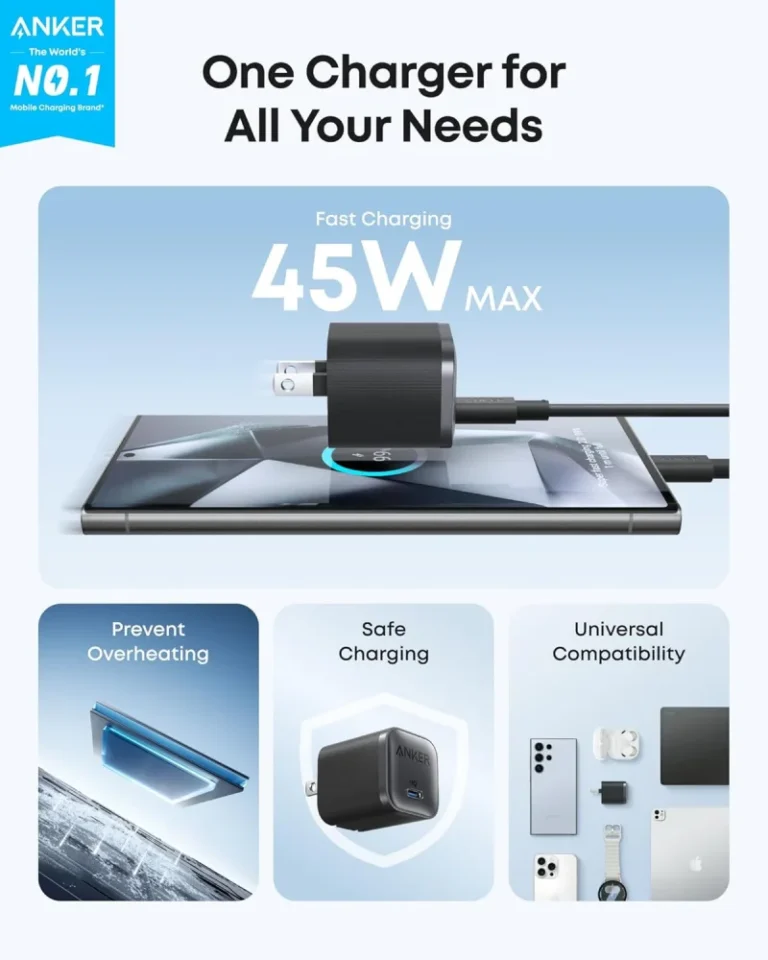 ANKER
The World's
NO.1
Mobile Charging Brand*
One Charger for
All Your Needs
Fast Charging
45W MAX
99
Prevent
Overheating
Safe
Charging
ANKER
Universal
Compatibility